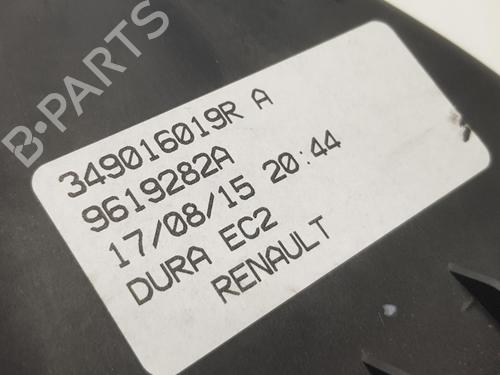 B-PARTS
349016019R A
9619282A
17/08/15 20:44
DURA EC2
RENAULT